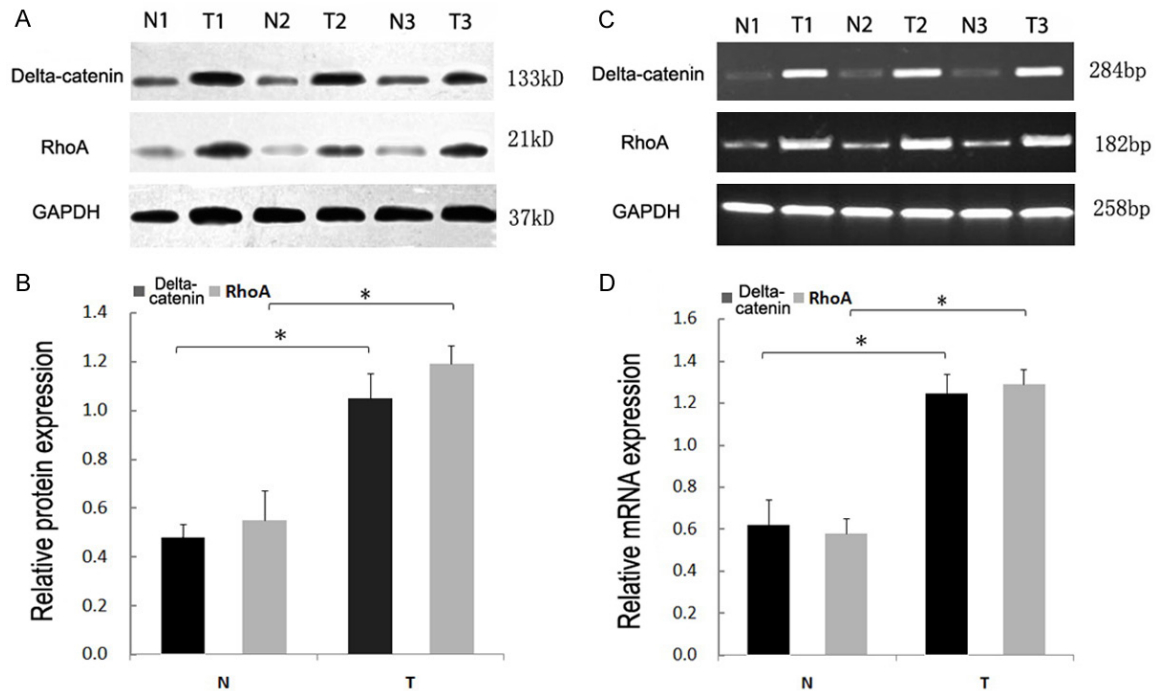 A
N1 T1 N2 T2 N3 T3
Delta-catenin
133kD
RhoA
21kD
GAPDH
37kD
B
Delta-
catenin
RhoA
*
*
Relative protein expression
1.4
1.2
1.0
0.8
0.6
0.4
0.2
0.0
N T
C
N1 T1 N2 T2 N3 T3
Delta-catenin
284bp
RhoA
182bp
GAPDH
258bp
D
Delta-
catenin
RhoA
*
*
Relative mRNA expression
1.6
1.4
1.2
1.0
0.8
0.6
0.4
0.2
0.0
N T